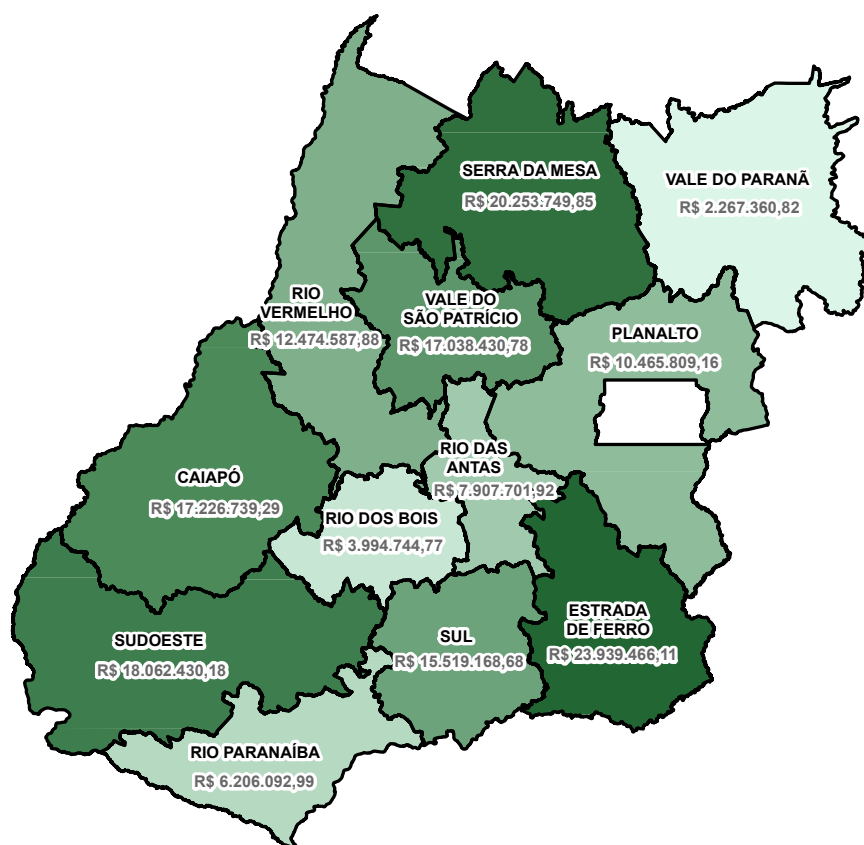 SERRA DA MESA
R$ 20.253.749,85
VALE DO PARANÃ
R$ 2.267.360,82
RIO
VERMELHO
R$ 12.474.587,88
VALE DO
SÃO PATRÍCIO
R$ 17.038.430,78
PLANALTO
R$ 10.465.809,16
RIO DAS
ANTAS
R$ 7.907.701,92
CAIAPÓ
R$ 17.226.739,29
RIO DOS BOIS
R$ 3.994.744,77
ESTRADA
DE FERRO
R$ 23.939.466,11
SUDOESTE
R$ 18.062.430,18
SUL
R$ 15.519.168,68
RIO PARANAÍBA
R$ 6.206.092,99